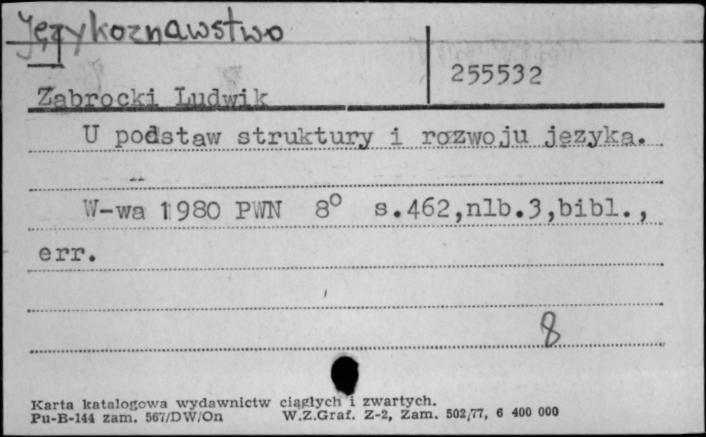 Językoznawstwo
255532
Zabrocki Ludwik
U podstaw struktury i rozwoju języka.
W-wa 1980 PWN 8° s.462,nlb.3,bibl.,
err.
8
Karta katalogowa wydawnictw ciągłych i zwartych.
Pu-B-144 zam. 567/DW/On W.Z.Graf. Z-2, Zam. 502/77, 6 400 000